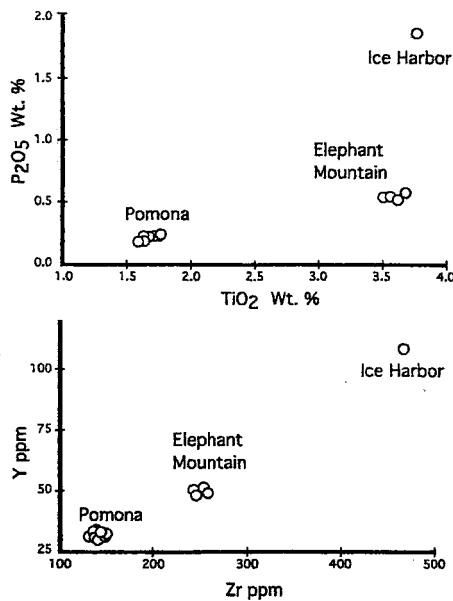 2.0
1.5
1.0
0.5
0.0
P2O5 Wt. %
Ice Harbor
Elephant
Mountain
Pomona
1.0 1.5 2.0 2.5 3.0 3.5 4.0
TiO2 Wt. %
100
75
50
25
Y ppm
Ice Harbor
Elephant
Mountain
Pomona
100 200 300 400 500
Zr ppm